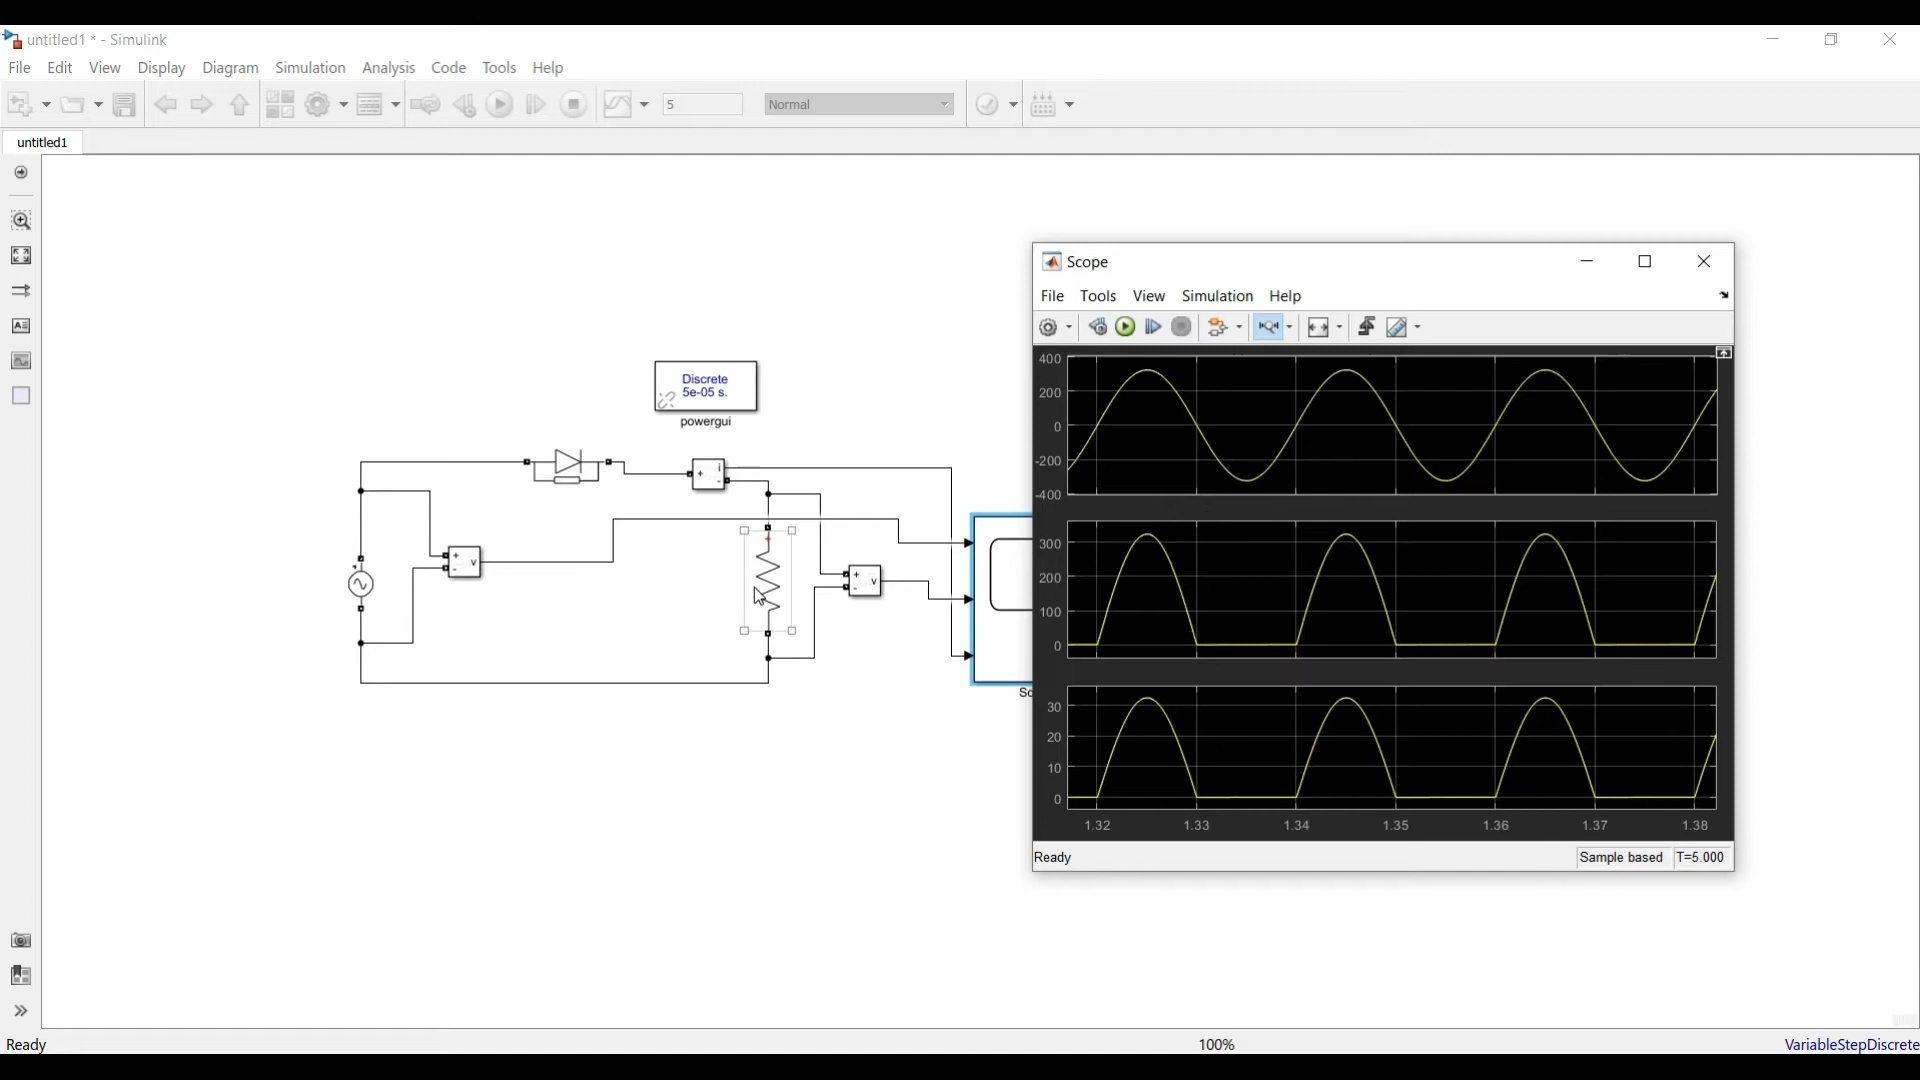 untitled1 * - Simulink
File Edit View Display Diagram Simulation Analysis Code Tools Help
5 Normal
untitled1
Discrete
5e-05 s.
powergui
+ i
-
+ v
-
+ v
-
Sc
Scope
File Tools View Simulation Help
400
200
0
-200
-400
300
200
100
0
30
20
10
0
1.32 1.33 1.34 1.35 1.36 1.37 1.38
Ready Sample based T=5.000
Ready 100% VariableStepDiscrete